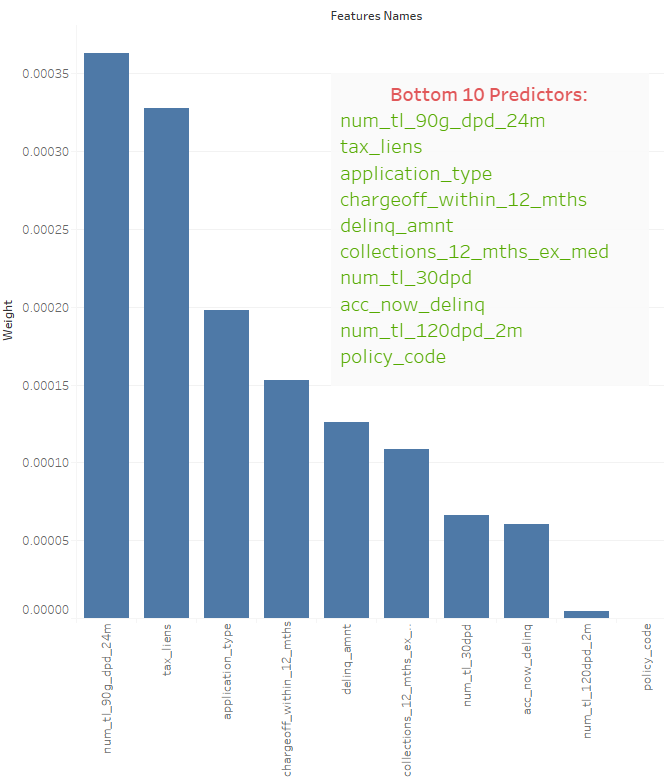 Features Names
Bottom 10 Predictors:
num_tl_90g_dpd_24m
tax_liens
application_type
chargeoff_within_12_mths
delinq_amnt
collections_12_mths_ex_med
num_tl_30dpd
acc_now_delinq
num_tl_120dpd_2m
policy_code
Weight
0.00035
0.00030
0.00025
0.00020
0.00015
0.00010
0.00005
0.00000
num_tl_90g_dpd_24m
tax_liens
application_type
chargeoff_within_12_mths
delinq_amnt
collections_12_mths_ex_..
num_tl_30dpd
acc_now_delinq
num_tl_120dpd_2m
policy_code